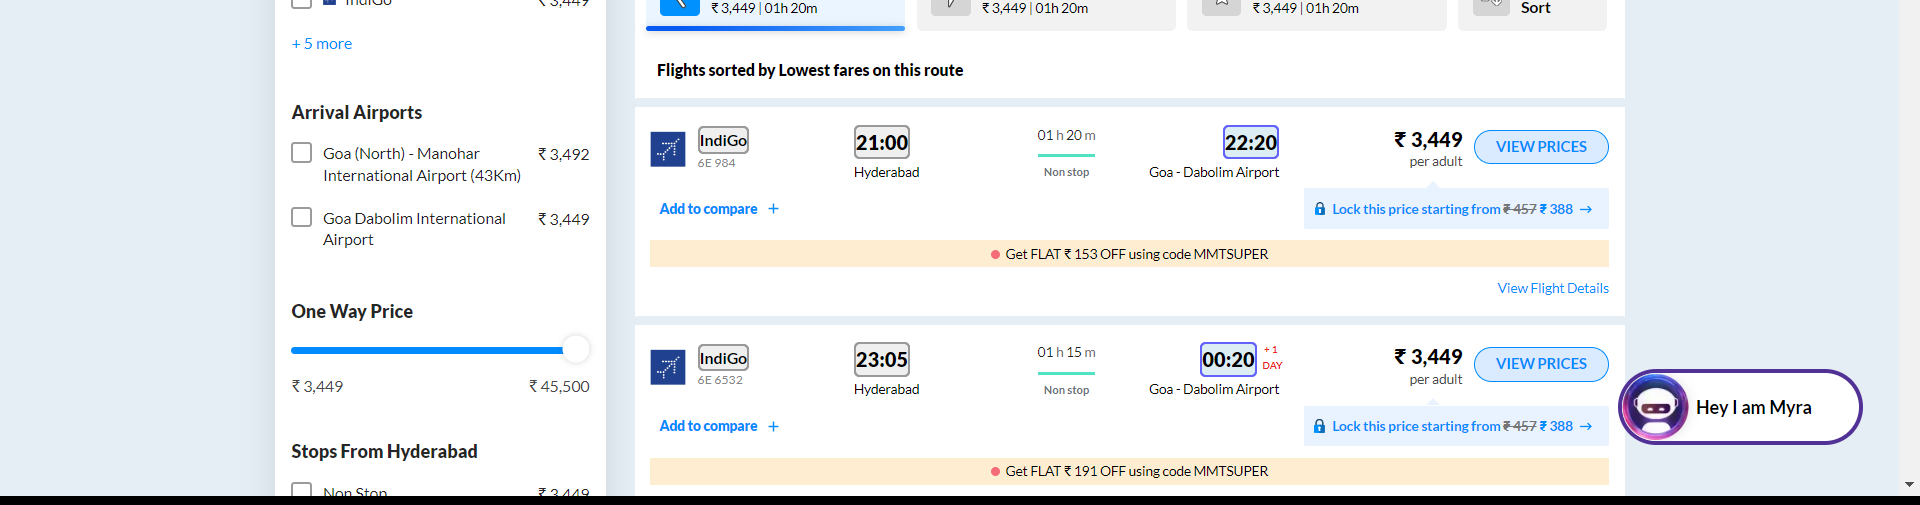 IndiGo
₹ 3,449
+ 5 more
Arrival Airports
Goa (North) - Manohar
International Airport (43Km)
₹ 3,492
Goa Dabolim International
Airport
₹ 3,449
One Way Price
₹ 3,449
₹ 45,500
Stops From Hyderabad
Non Stop
₹ 3,449
₹ 3,449 | 01h 20m
₹ 3,449 | 01h 20m
₹ 3,449 | 01h 20m
Sort
Flights sorted by Lowest fares on this route
IndiGo
6E 984
21:00
Hyderabad
01 h 20 m
Non stop
22:20
Goa - Dabolim Airport
₹ 3,449
per adult
VIEW PRICES
Add to compare +
Lock this price starting from ₹ 457 ₹ 388 →
Get FLAT ₹ 153 OFF using code MMTSUPER
View Flight Details
IndiGo
6E 6532
23:05
Hyderabad
01 h 15 m
Non stop
00:20
+ 1
DAY
Goa - Dabolim Airport
₹ 3,449
per adult
VIEW PRICES
Add to compare +
Lock this price starting from ₹ 457 ₹ 388 →
Get FLAT ₹ 191 OFF using code MMTSUPER
Hey I am Myra